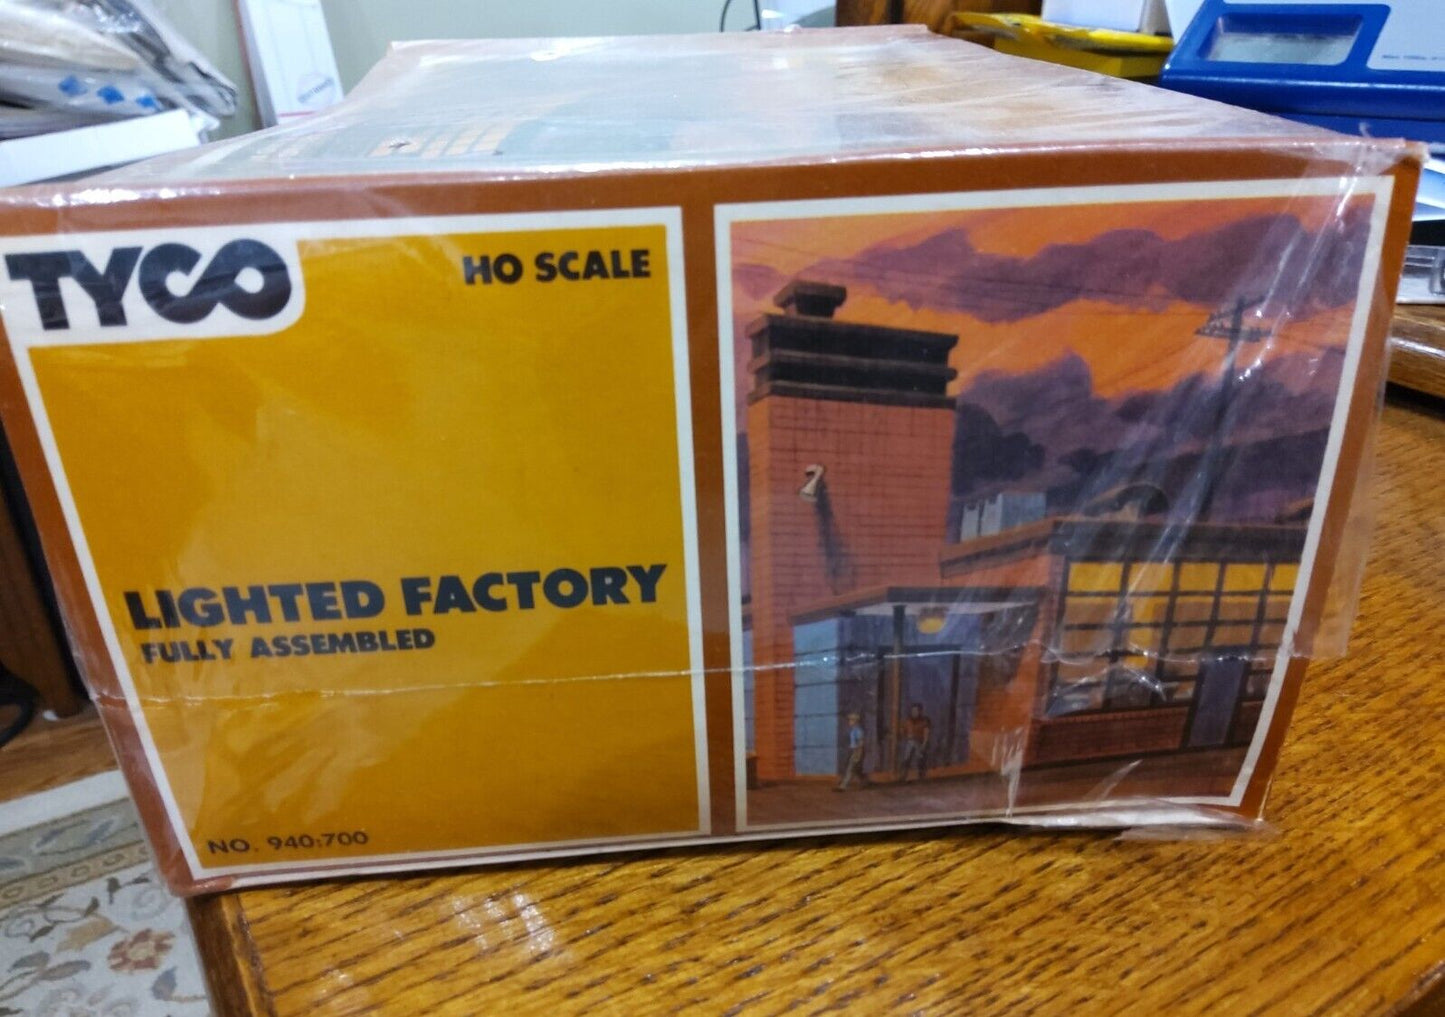 TYCO
HO SCALE
LIGHTED FACTORY
FULLY ASSEMBLED
NO. 940:700